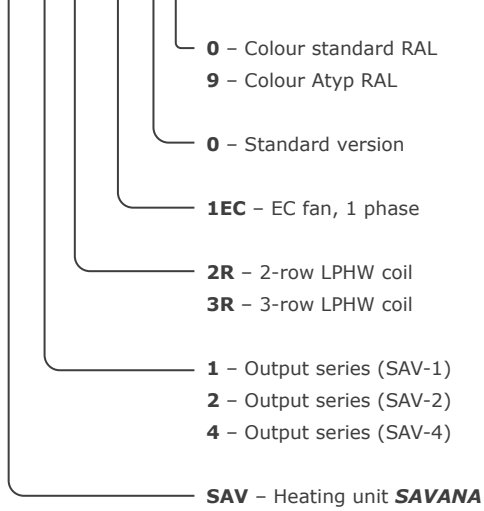 0 – Colour standard RAL
9 – Colour Atyp RAL
0 – Standard version
1EC – EC fan, 1 phase
2R – 2-row LPHW coil
3R – 3-row LPHW coil
1 – Output series (SAV-1)
2 – Output series (SAV-2)
4 – Output series (SAV-4)
SAV – Heating unit SAVANA